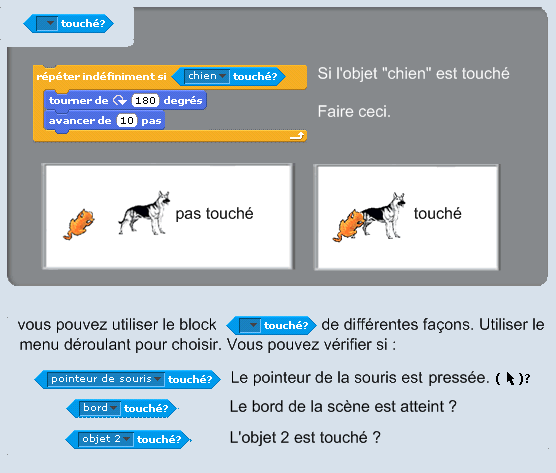 touché?
répéter indéfiniment si chien touché?
Si l'objet "chien" est touché
tourner de 180 degrés
Faire ceci.
avancer de 10 pas
pas touché
touché
vous pouvez utiliser le block touché? de différentes façons. Utiliser le
menu déroulant pour choisir. Vous pouvez vérifier si :
pointeur de souris touché? Le pointeur de la souris est pressée. ( )?
bord touché? Le bord de la scène est atteint ?
objet 2 touché? L'objet 2 est touché ?